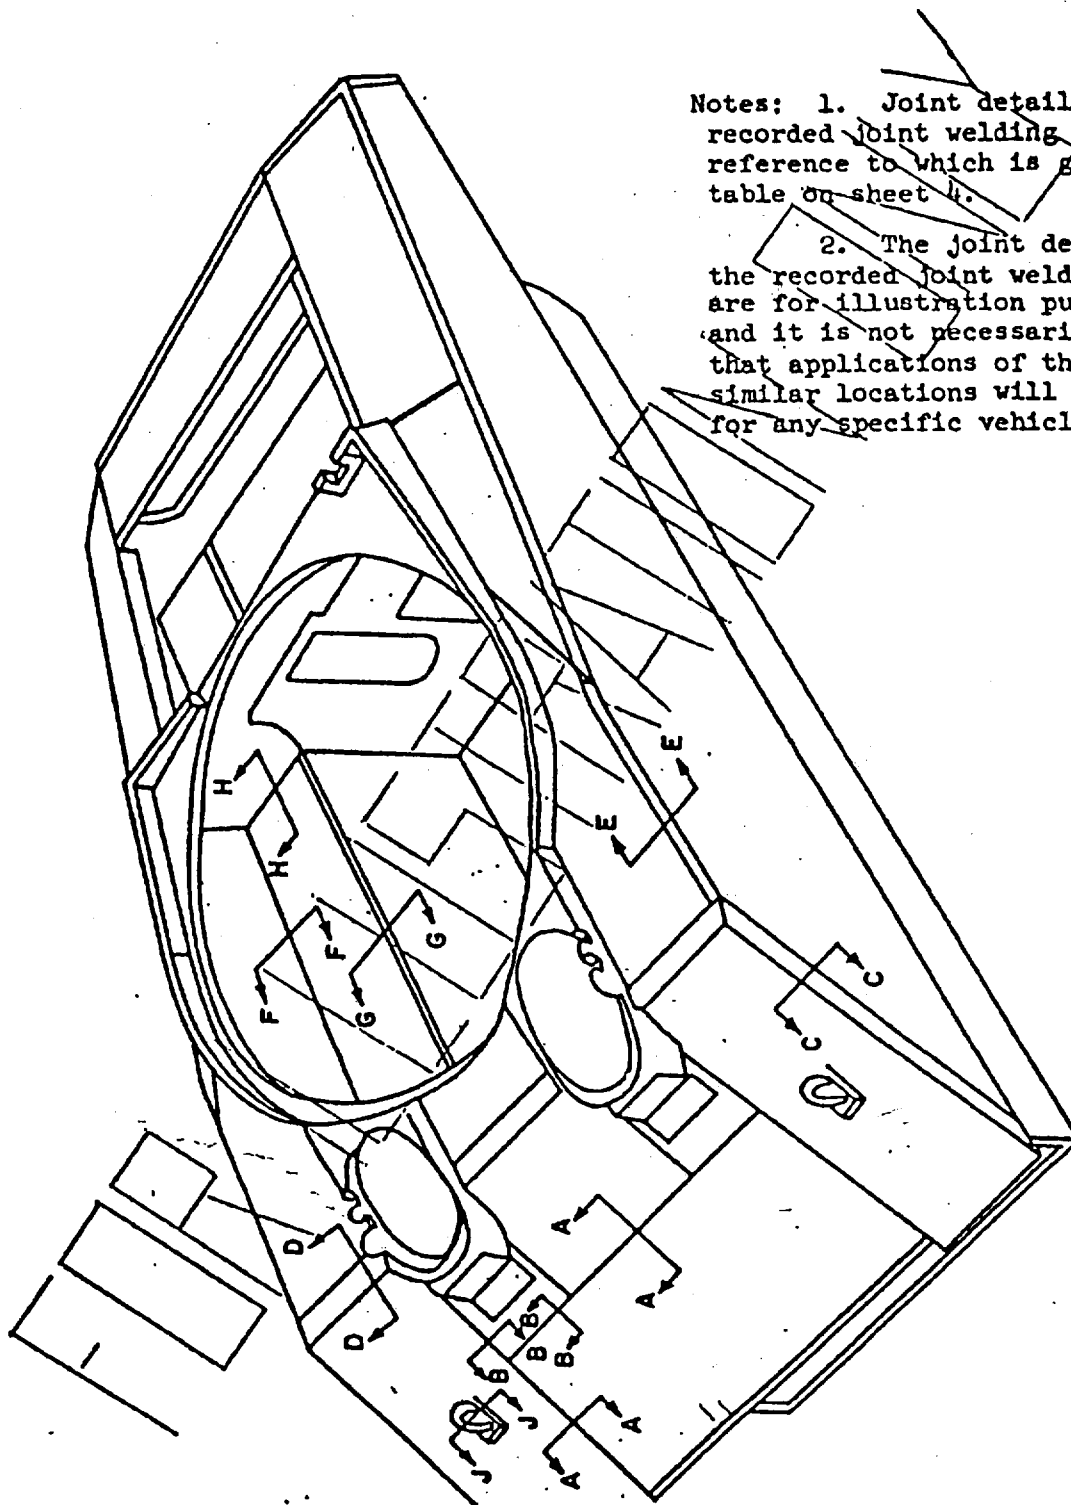 Notes: 1. Joint detail
recorded joint welding
reference to which is g
table on sheet 4.
2. The joint de
the recorded joint weld
are for illustration pu
and it is not necessari
that applications of th
similar locations will
for any specific vehicl
H
H
E
E
F
F
G
G
C
C
D
D
A
A
B
B
B
B
A
A
J
J